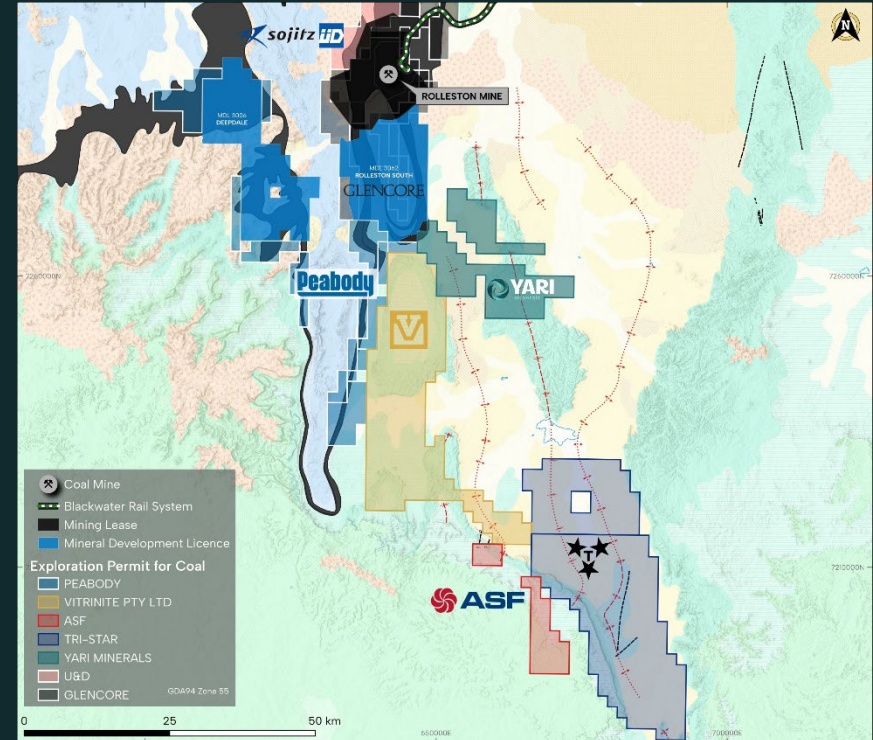 sojitz U&D
N
ROLLESTON MINE
MDL 3006
DEEPDALE
ROLLESTON SOUTH
GLENCORE
7260000N
7260000N
Peabody
YARI
V
Coal Mine
Blackwater Rail System
Mining Lease
Mineral Development Licence
Exploration Permit for Coal
PEABODY
VITRINITE PTY LTD
ASF
TRI-STAR
YARI MINERALS
U&D
GLENCORE
GDA94 Zone 55
T
7210000N
ASF
0 25 50 km
650000E
700000E